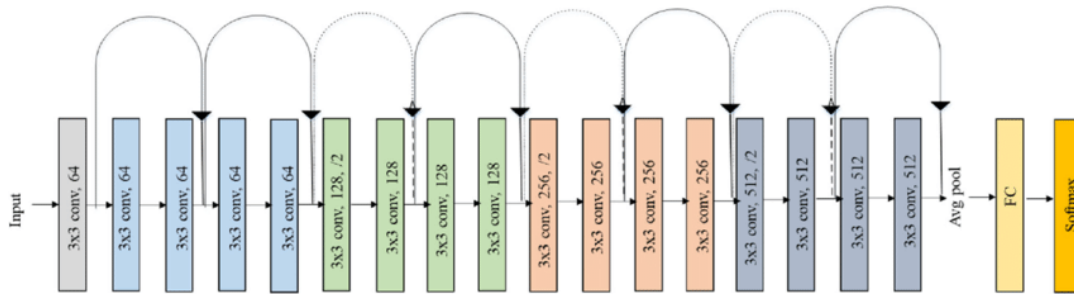 Input
3x3 conv, 64
3x3 conv, 64
3x3 conv, 64
3x3 conv, 64
3x3 conv, 64
3x3 conv, 128, /2
3x3 conv, 128
3x3 conv, 128
3x3 conv, 128
3x3 conv, 256, /2
3x3 conv, 256
3x3 conv, 256
3x3 conv, 256
3x3 conv, 512, /2
3x3 conv, 512
3x3 conv, 512
3x3 conv, 512
Avg pool
FC
Softmax